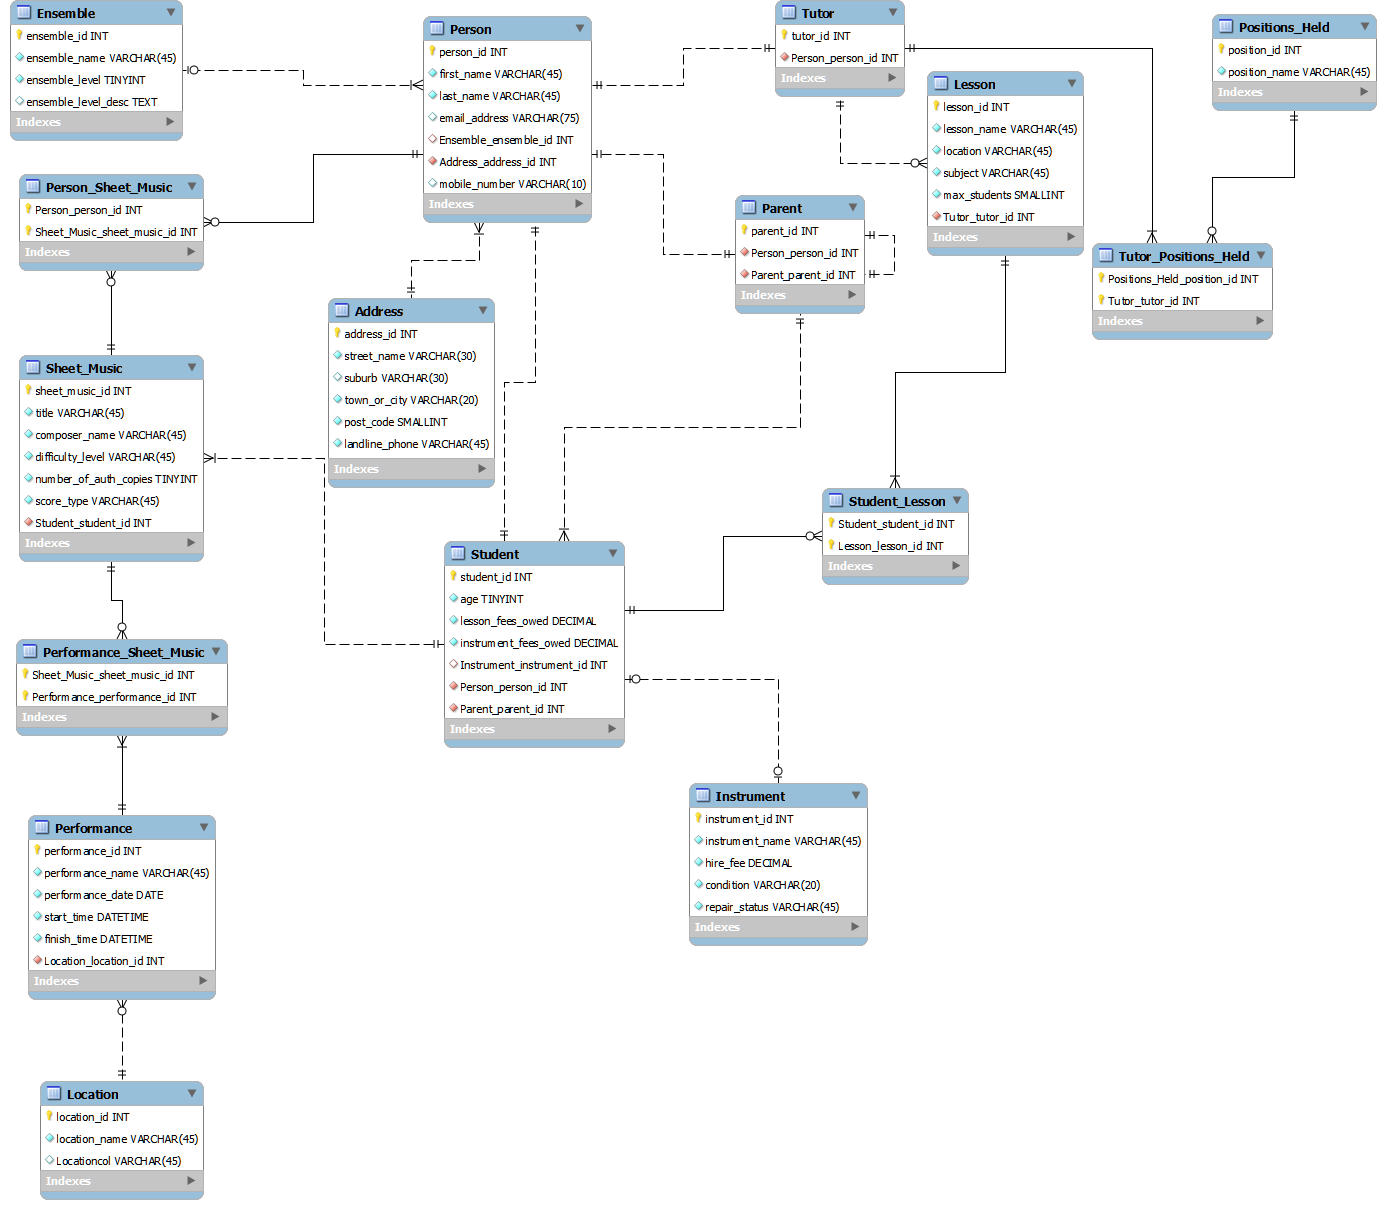 Ensemble
ensemble_id INT
ensemble_name VARCHAR(45)
ensemble_level TINYINT
ensemble_level_desc TEXT
Indexes
Person
person_id INT
first_name VARCHAR(45)
last_name VARCHAR(45)
email_address VARCHAR(75)
Ensemble_ensemble_id INT
Address_address_id INT
mobile_number VARCHAR(10)
Indexes
Tutor
tutor_id INT
Person_person_id INT
Indexes
Positions_Held
position_id INT
position_name VARCHAR(45)
Indexes
Lesson
lesson_id INT
lesson_name VARCHAR(45)
location VARCHAR(45)
subject VARCHAR(45)
max_students SMALLINT
Tutor_tutor_id INT
Indexes
Person_Sheet_Music
Person_person_id INT
Sheet_Music_sheet_music_id INT
Indexes
Parent
parent_id INT
Person_person_id INT
Parent_parent_id INT
Indexes
Tutor_Positions_Held
Positions_Held_position_id INT
Tutor_tutor_id INT
Indexes
Address
address_id INT
street_name VARCHAR(30)
suburb VARCHAR(30)
town_or_city VARCHAR(20)
post_code SMALLINT
landline_phone VARCHAR(45)
Indexes
Sheet_Music
sheet_music_id INT
title VARCHAR(45)
composer_name VARCHAR(45)
difficulty_level VARCHAR(45)
number_of_auth_copies TINYINT
score_type VARCHAR(45)
Student_student_id INT
Indexes
Student_Lesson
Student_student_id INT
Lesson_lesson_id INT
Indexes
Student
student_id INT
age TINYINT
lesson_fees_owed DECIMAL
instrument_fees_owed DECIMAL
Instrument_instrument_id INT
Person_person_id INT
Parent_parent_id INT
Indexes
Performance_Sheet_Music
Sheet_Music_sheet_music_id INT
Performance_performance_id INT
Indexes
Instrument
instrument_id INT
instrument_name VARCHAR(45)
hire_fee DECIMAL
condition VARCHAR(20)
repair_status VARCHAR(45)
Indexes
Performance
performance_id INT
performance_name VARCHAR(45)
performance_date DATE
start_time DATETIME
finish_time DATETIME
Location_location_id INT
Indexes
Location
location_id INT
location_name VARCHAR(45)
Locationcol VARCHAR(45)
Indexes